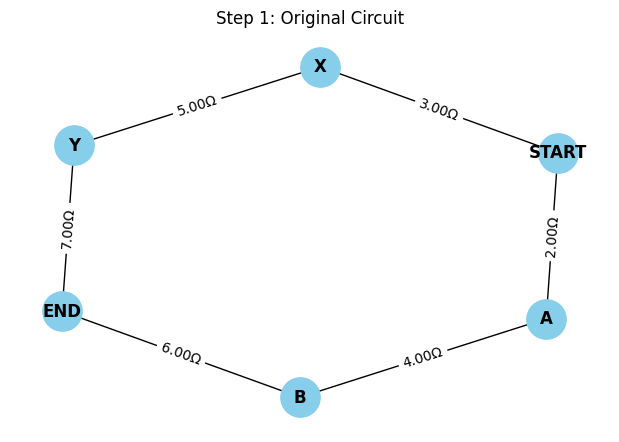 Step 1: Original Circuit
X
5.00Ω
3.00Ω
Y
START
7.00Ω
2.00Ω
END
A
6.00Ω
4.00Ω
B